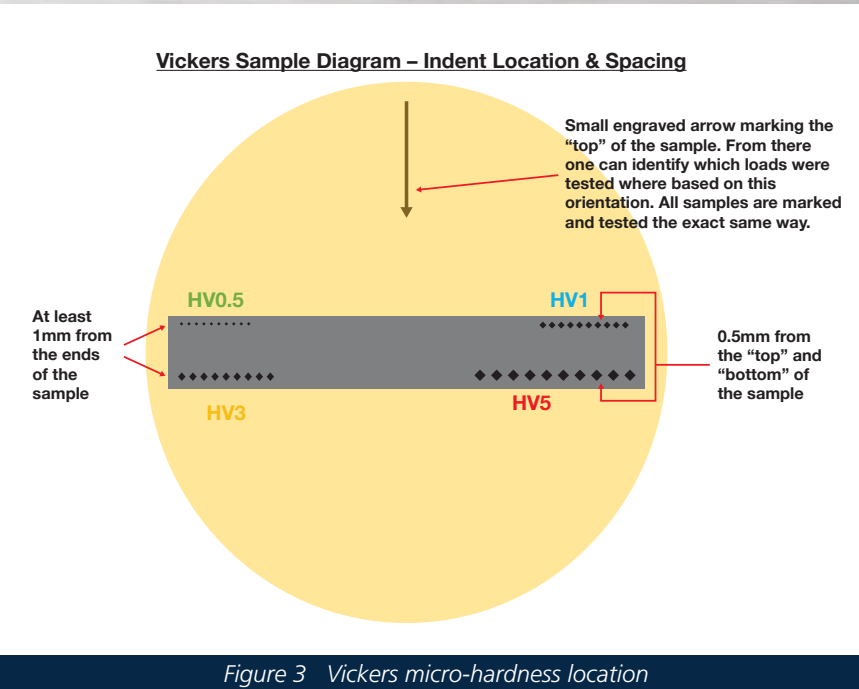 Vickers Sample Diagram – Indent Location & Spacing
Small engraved arrow marking the
“top” of the sample. From there
one can identify which loads were
tested where based on this
orientation. All samples are marked
and tested the exact same way.
HV0.5
HV1
At least
1mm from
the ends
of the
sample
0.5mm from
the “top” and
“bottom” of
the sample
HV3
HV5
Figure 3 Vickers micro-hardness location